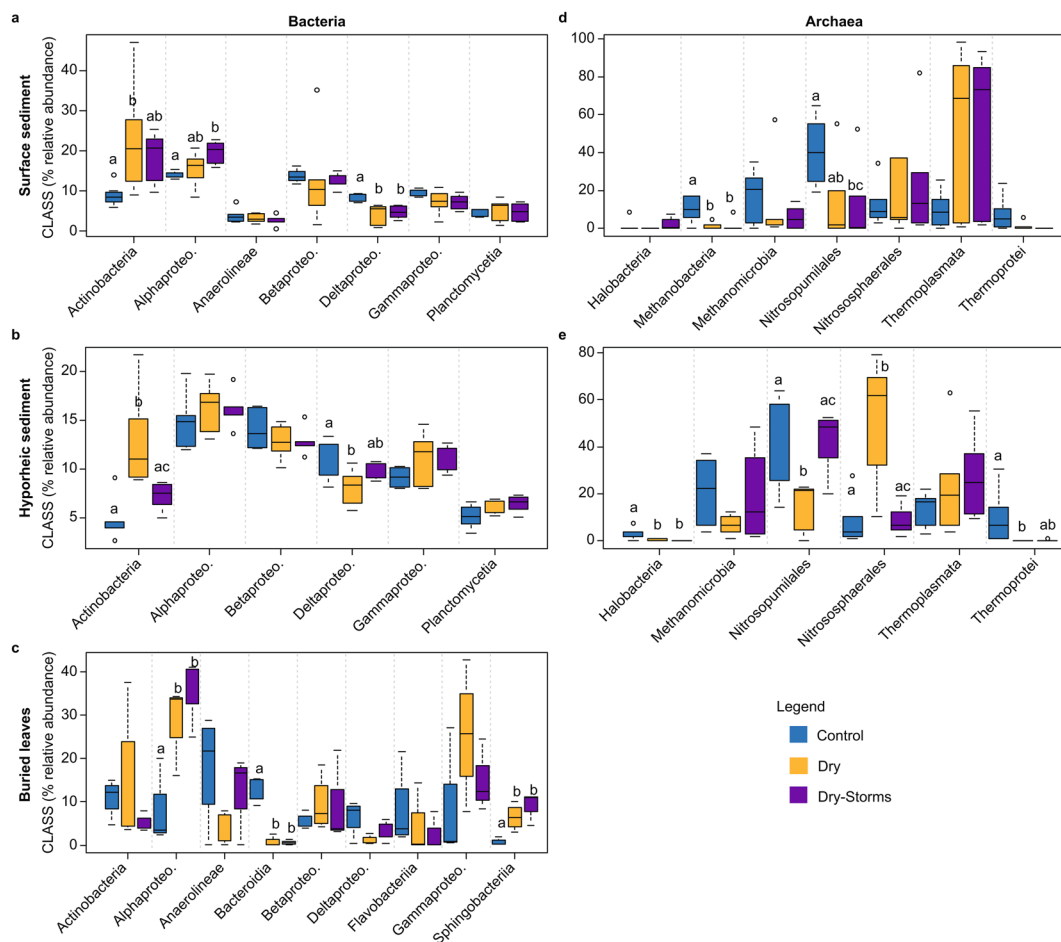 a
Bacteria
Surface sediment
CLASS (% relative abundance)
40
30
20
10
0
a
b
ab
a
ab
b
a
b
b
Actinobacteria
Alphaproteo.
Anaerolineae
Betaproteo.
Deltaproteo.
Gammaproteo.
Planctomycetia
d
Archaea
100
80
60
40
20
0
a
b
b
a
ab
bc
Halobacteria
Methanobacteria
Methanomicrobia
Nitrosopumilales
Nitrososphaerales
Thermoplasmata
Thermoprotei
b
Hyporheic sediment
CLASS (% relative abundance)
20
15
10
5
a
b
ac
a
b
ab
Actinobacteria
Alphaproteo.
Betaproteo.
Deltaproteo.
Gammaproteo.
Planctomycetia
e
80
60
40
20
0
a
b
b
a
b
ac
a
b
ac
a
b
ab
Halobacteria
Methanomicrobia
Nitrosopumilales
Nitrososphaerales
Thermoplasmata
Thermoprotei
c
Buried leaves
CLASS (% relative abundance)
40
30
20
10
0
a
b
b
a
b
b
a
b
b
Actinobacteria
Alphaproteo.
Anaerolineae
Bacteroidia
Betaproteo.
Deltaproteo.
Flavobacteriia
Gammaproteo.
Sphingobacteriia
Legend
Control
Dry
Dry-Storms